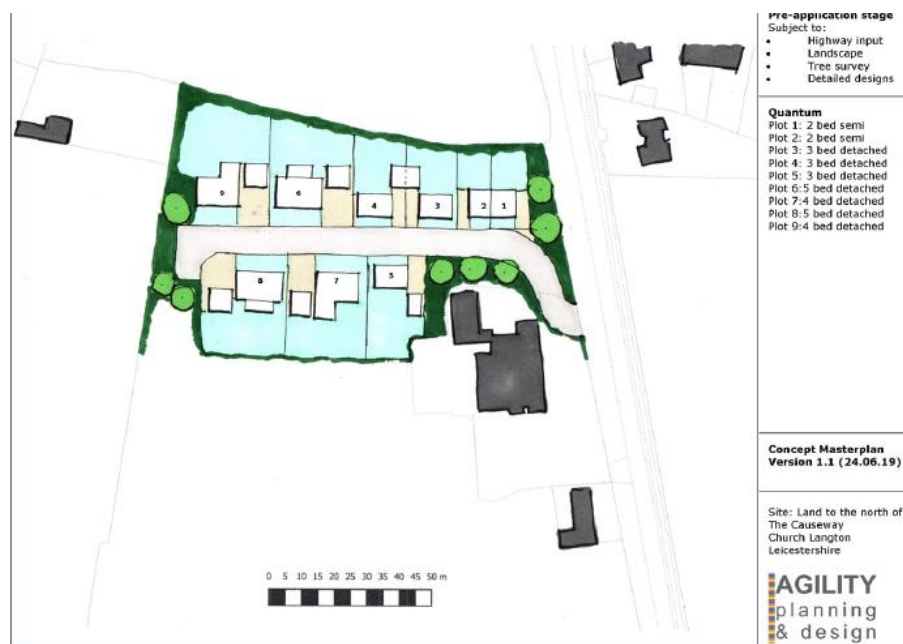 Pre-application stage
Subject to:
• Highway input
• Landscape
• Tree survey
• Detailed designs
Quantum
Plot 1: 2 bed semi
Plot 2: 2 bed semi
Plot 3: 3 bed detached
Plot 4: 3 bed detached
Plot 5: 3 bed detached
Plot 6:5 bed detached
Plot 7:4 bed detached
Plot 8:5 bed detached
Plot 9:4 bed detached
9 6 4 3 2 1
8 7 5
0 5 10 15 20 25 30 35 40 45 50 m
Concept Masterplan
Version 1.1 (24.06.19)
Site: Land to the north of
The Causeway
Church Langton
Leicestershire
AGILITY
planning
& design